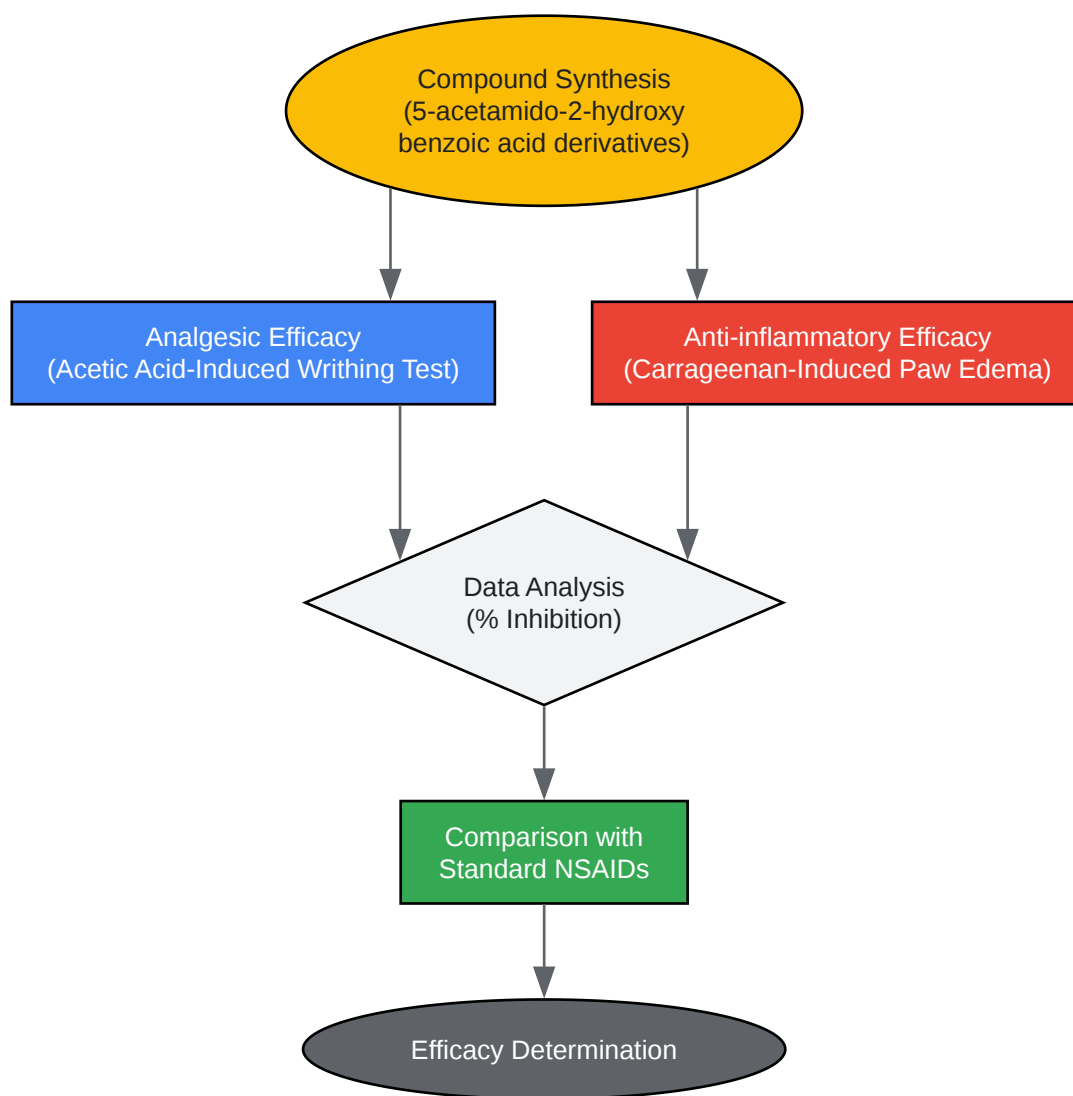 Compound Synthesis
(5-acetamido-2-hydroxy
benzoic acid derivatives)
Analgesic Efficacy
(Acetic Acid-Induced Writhing Test)
Anti-inflammatory Efficacy
(Carrageenan-Induced Paw Edema)
Data Analysis
(% Inhibition)
Comparison with
Standard NSAIDs
Efficacy Determination